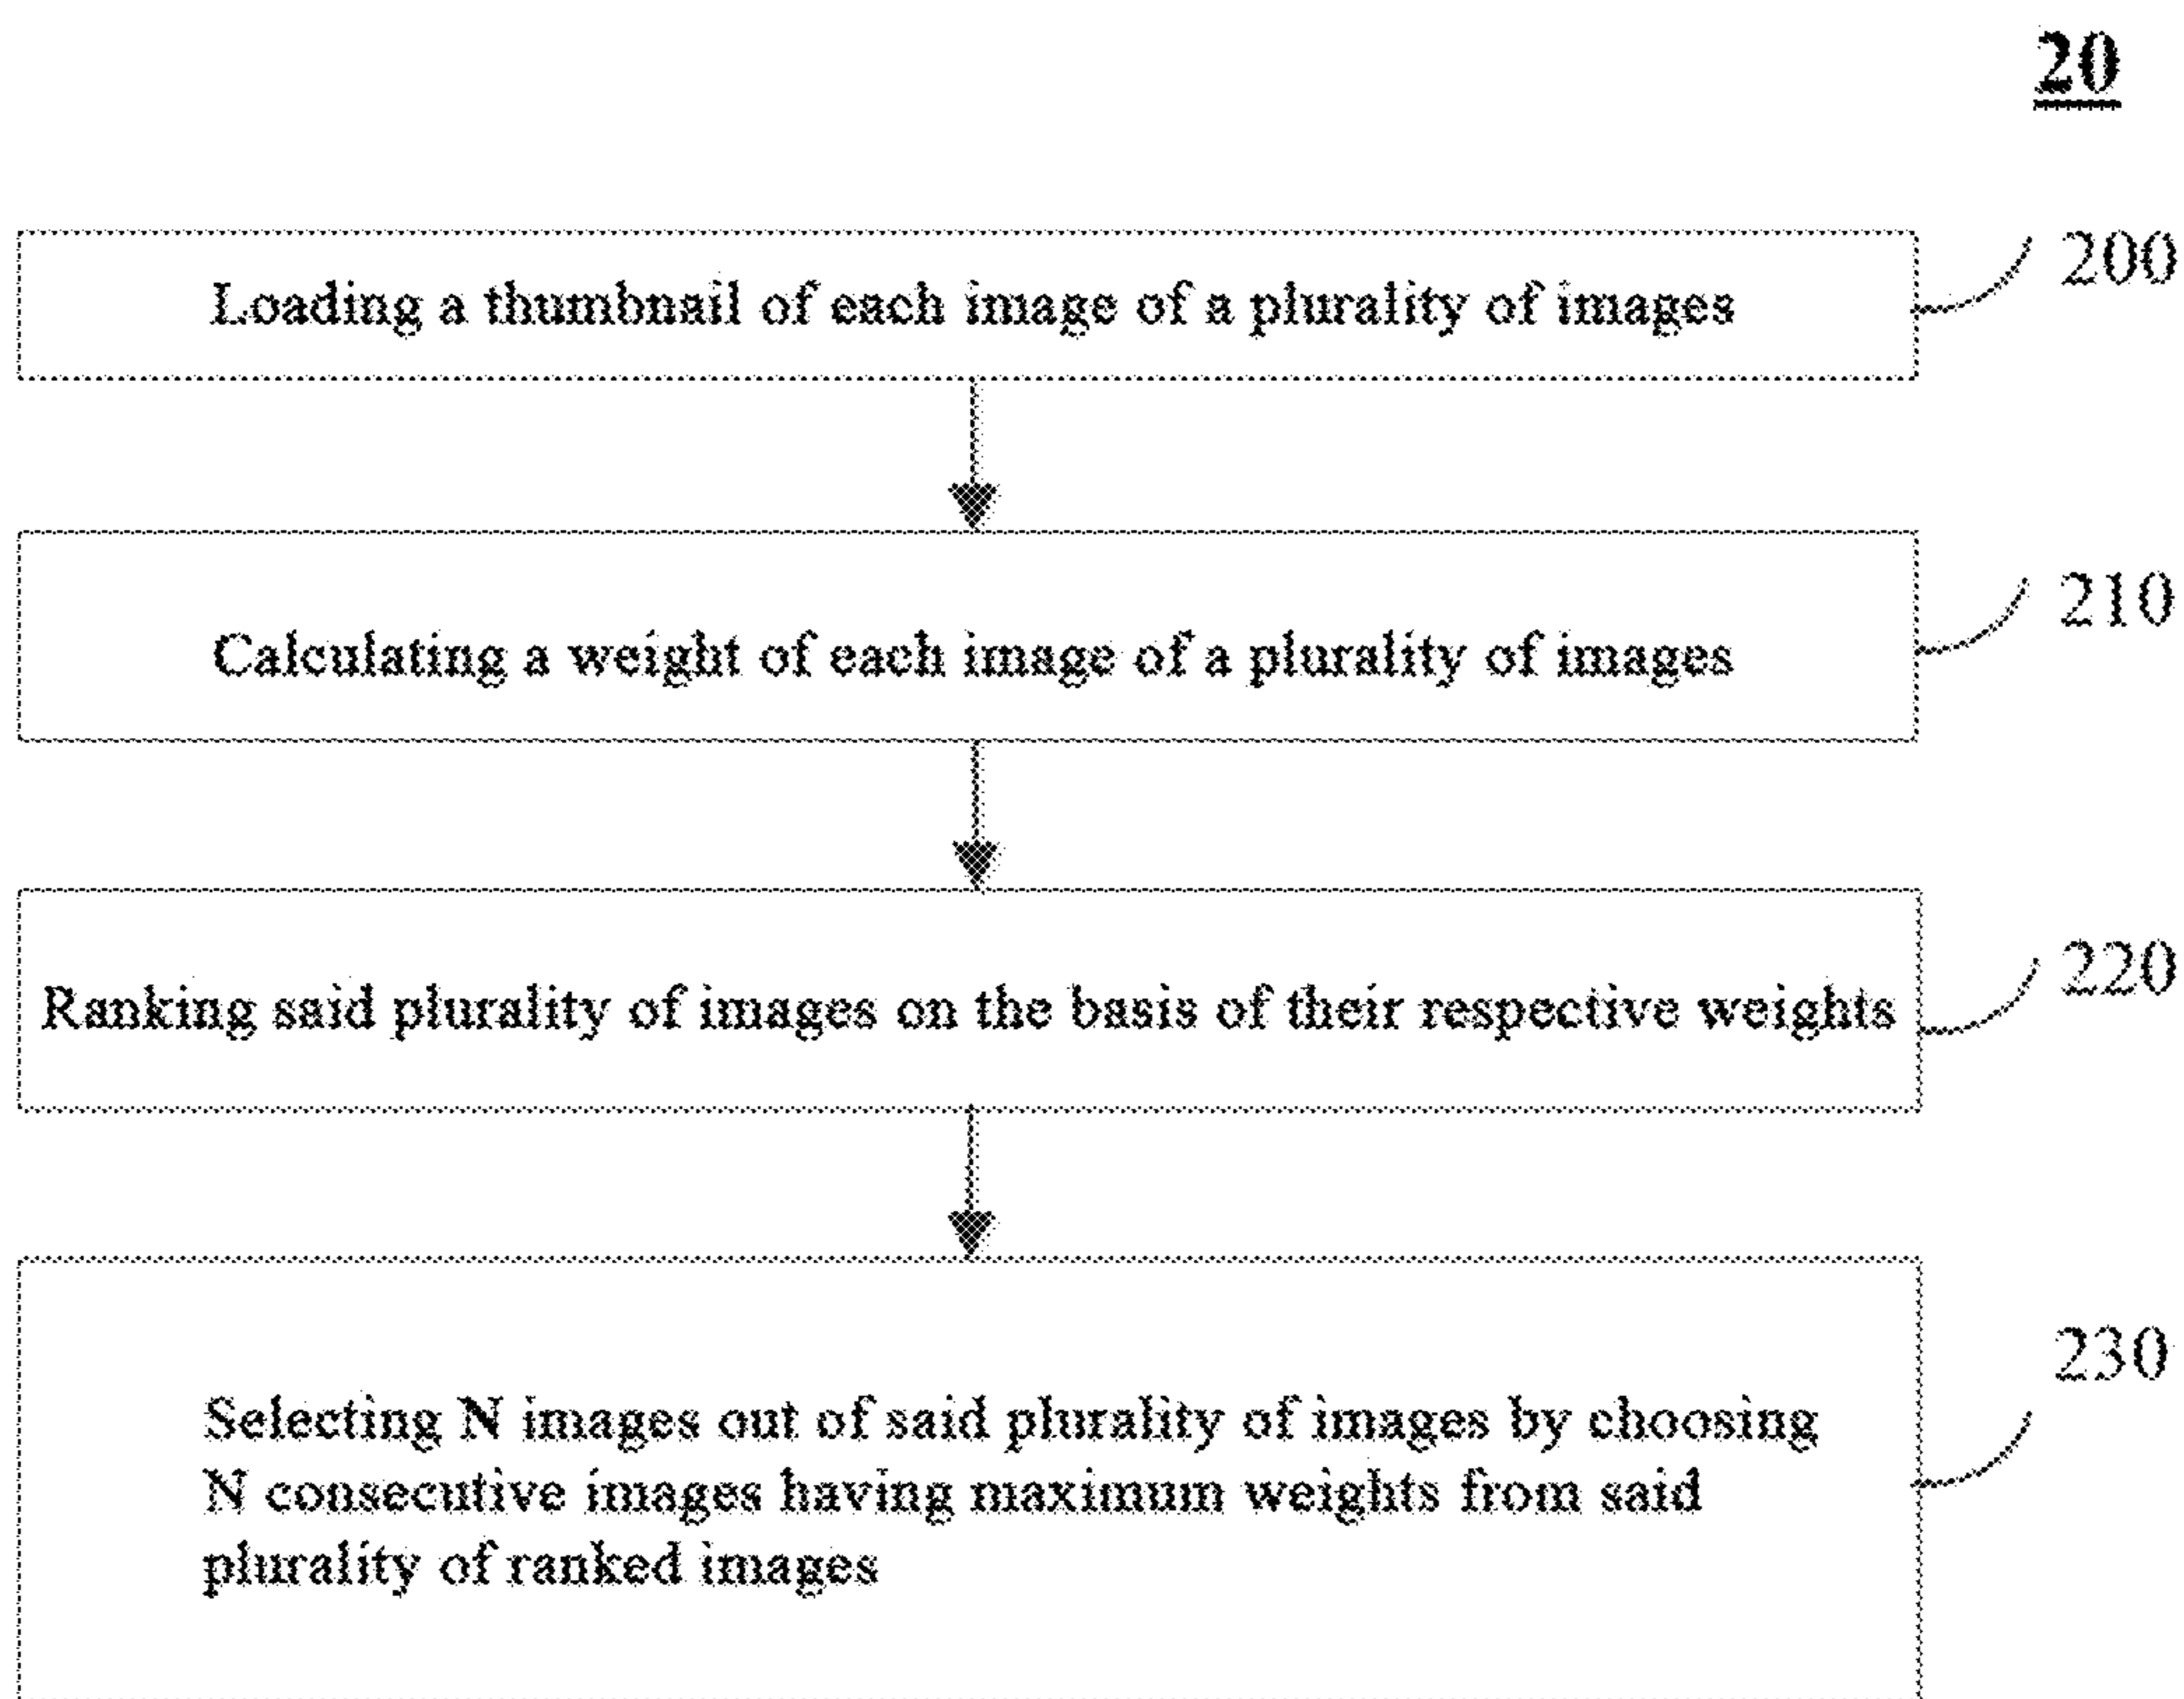 20
Loading a thumbnail of each image of a plurality of images
200
Calculating a weight of each image of a plurality of images
210
Ranking said plurality of images on the basis of their respective weights
220
Selecting N images out of said plurality of images by choosing
N consecutive images having maximum weights from said
plurality of ranked images
230